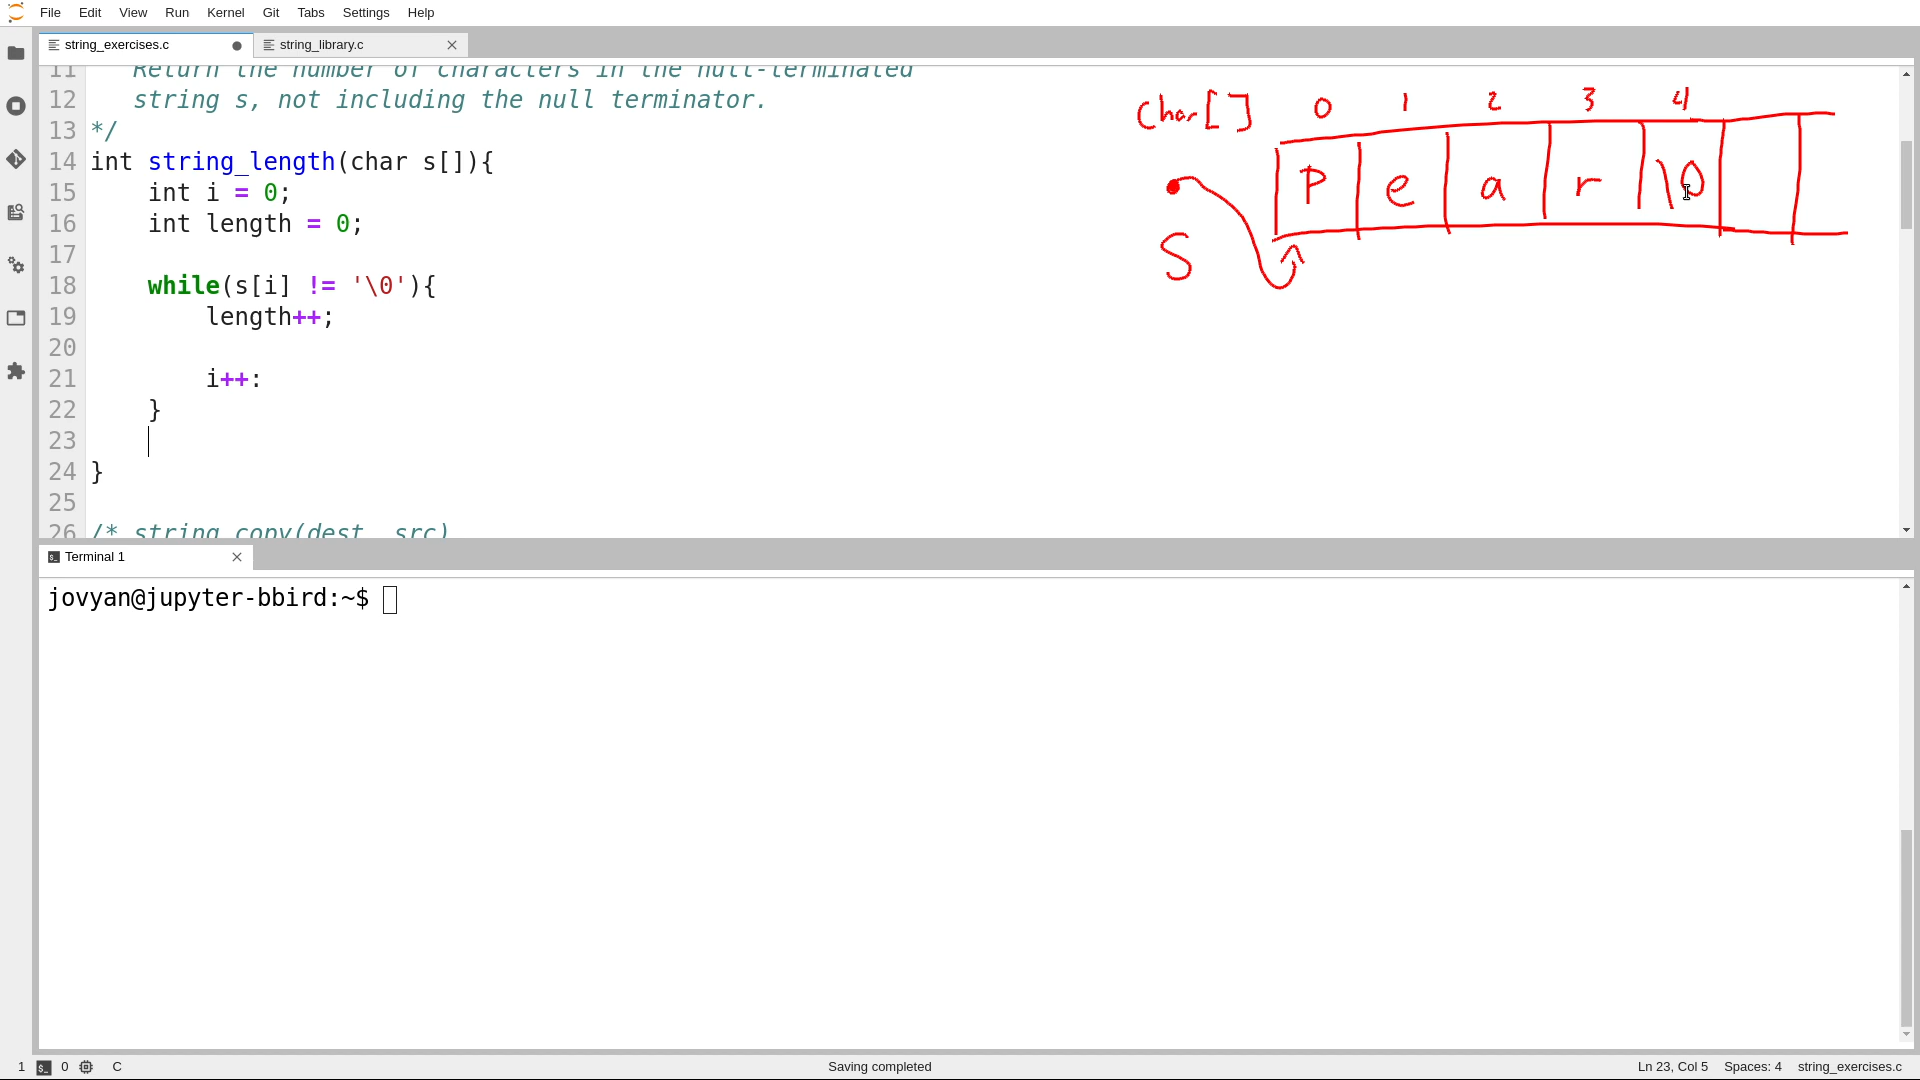 File Edit View Run Kernel Git Tabs Settings Help
string_exercises.c string_library.c
11 Return the number of characters in the null-terminated
12 string s, not including the null terminator.
13 */
14 int string_length(char s[]){
15 int i = 0;
16 int length = 0;
17
18 while(s[i] != '\0'){
19 length++;
20
21 i++:
22 }
23
24 }
25
26 /* string_copy(dest, src)
Char[] 0 1 2 3 4
P e a r \0
S
Terminal 1
jovyan@jupyter-bbird:~$
1 0 C Saving completed Ln 23, Col 5 Spaces: 4 string_exercises.c